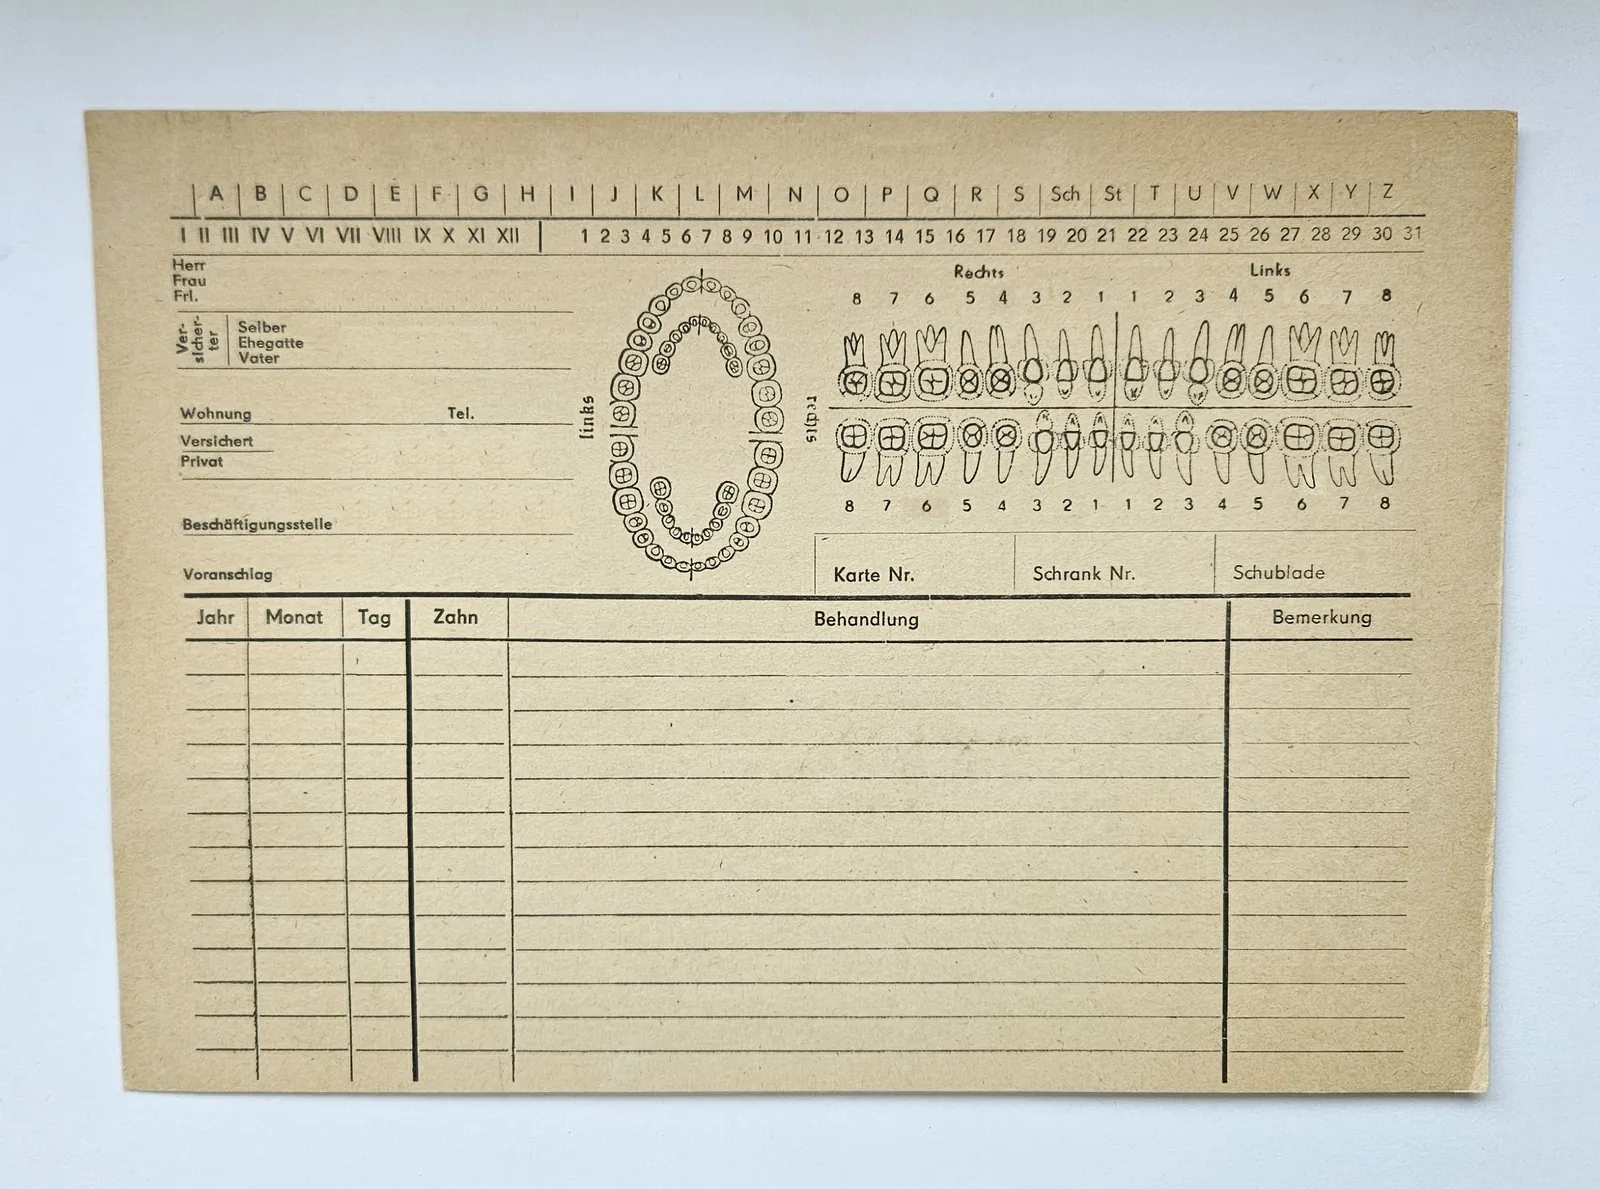 A B C D E F G H I J K L M N O P Q R S Sch St T U V W X Y Z
I II III IV V VI VII VIII IX X XI XII 1 2 3 4 5 6 7 8 9 10 11 12 13 14 15 16 17 18 19 20 21 22 23 24 25 26 27 28 29 30 31
Herr
Frau
Frl.
Ver-
sicher-
ter
Selber
Ehegatte
Vater
Wohnung Tel.
Versichert
Privat
Beschäftigungsstelle
Voranschlag
links
rechts
Rechts Links
8 7 6 5 4 3 2 1 1 2 3 4 5 6 7 8
8 7 6 5 4 3 2 1 1 2 3 4 5 6 7 8
Karte Nr. Schrank Nr. Schublade
Jahr Monat Tag Zahn Behandlung Bemerkung